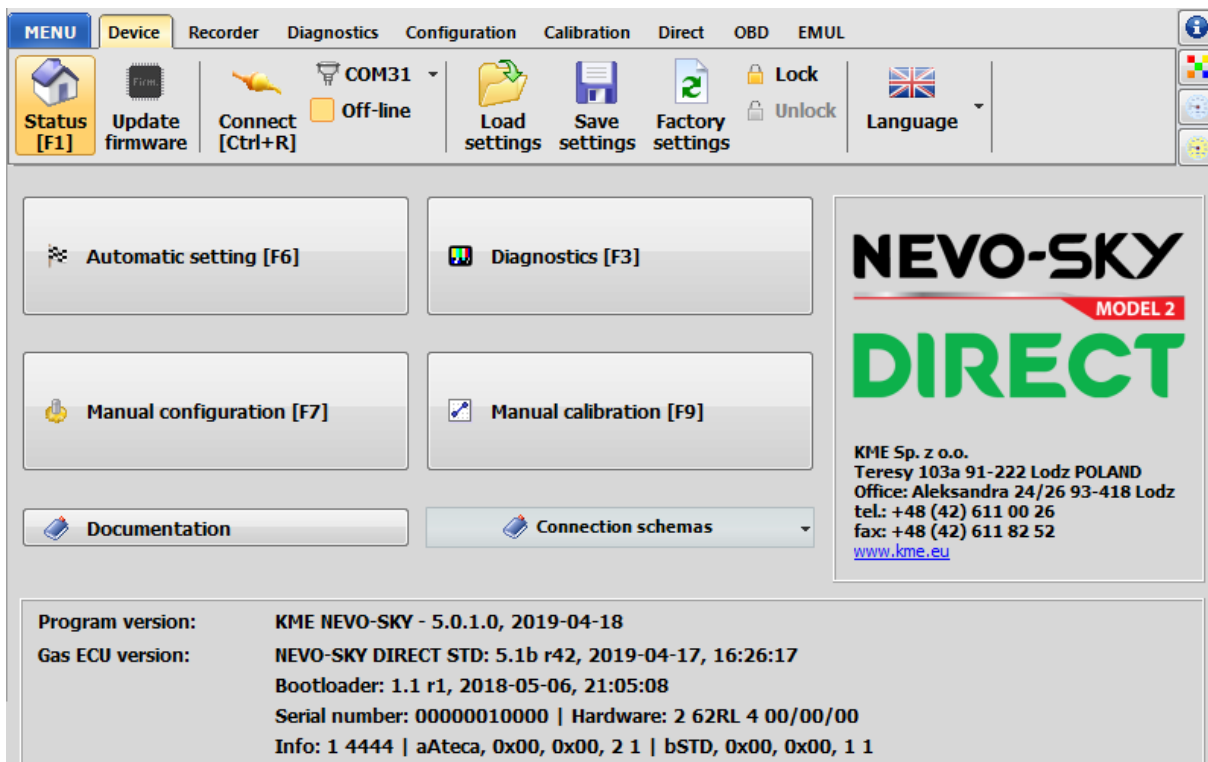 MENU Device Recorder Diagnostics Configuration Calibration Direct OBD EMUL
Status [F1]
Firm.
Update firmware
Connect [Ctrl+R]
COM31
Off-line
Load settings
Save settings
Factory settings
Lock
Unlock
Language
Automatic setting [F6]
Diagnostics [F3]
Manual configuration [F7]
Manual calibration [F9]
Documentation
Connection schemas
NEVO-SKY
MODEL 2
DIRECT
KME Sp. z o.o.
Teresy 103a 91-222 Lodz POLAND
Office: Aleksandra 24/26 93-418 Lodz
tel.: +48 (42) 611 00 26
fax: +48 (42) 611 82 52
www.kme.eu
Program version: KME NEVO-SKY - 5.0.1.0, 2019-04-18
Gas ECU version: NEVO-SKY DIRECT STD: 5.1b r42, 2019-04-17, 16:26:17
Bootloader: 1.1 r1, 2018-05-06, 21:05:08
Serial number: 00000010000 | Hardware: 2 62RL 4 00/00/00
Info: 1 4444 | aAteca, 0x00, 0x00, 2 1 | bSTD, 0x00, 0x00, 1 1